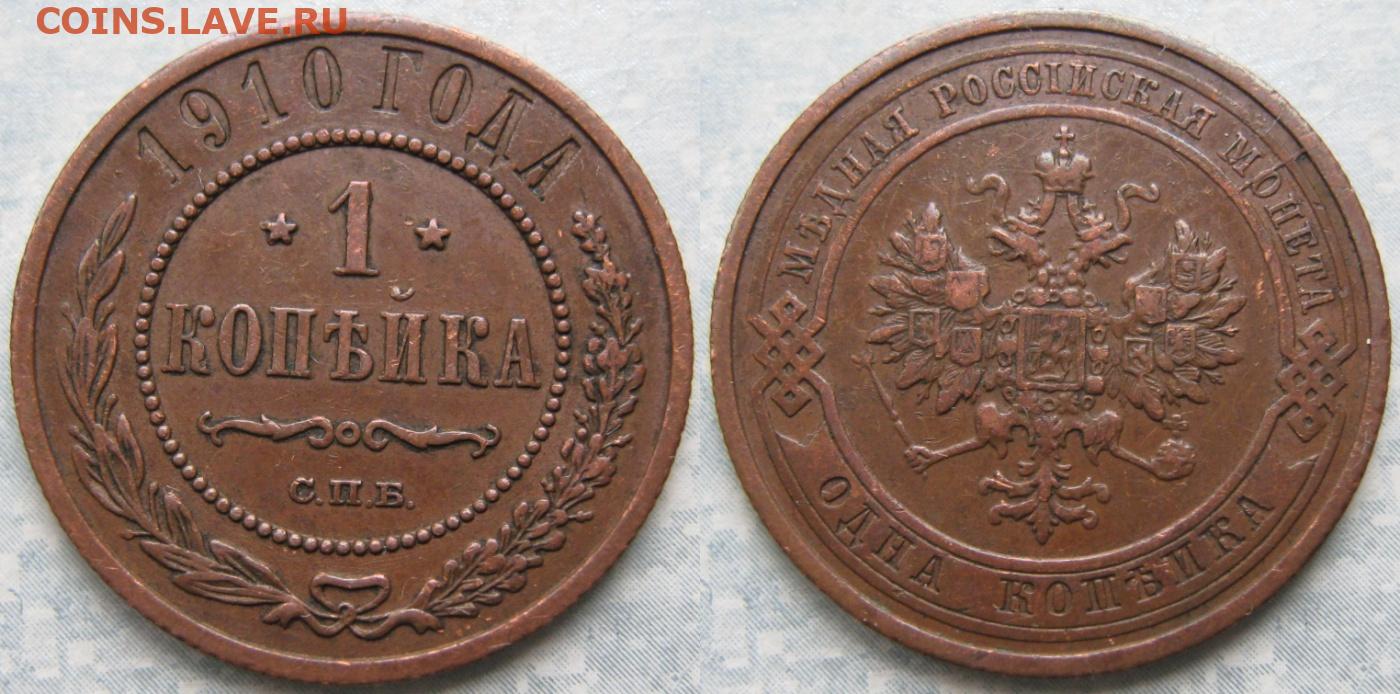 COINS.LAVE.RU
1910 ГОДА
1
КОПѢЙКА
С.П.Б.
МѢДНАЯ РОССІЙСКАЯ МОНЕТА
ОДНА КОПѢЙКА